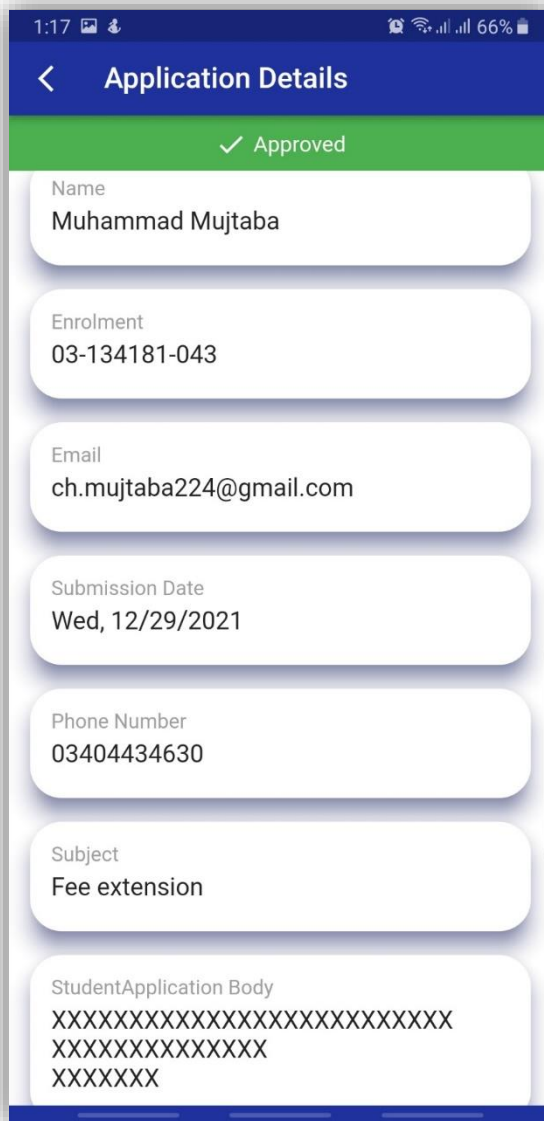 1:17 66%
Application Details
Approved
Name
Muhammad Mujtaba
Enrolment
03-134181-043
Email
ch.mujtaba224@gmail.com
Submission Date
Wed, 12/29/2021
Phone Number
03404434630
Subject
Fee extension
StudentApplication Body
XXXXXXXXXXXXXXXXXXXXXXXXXX
XXXXXXXXXXXXXX
XXXXXXX